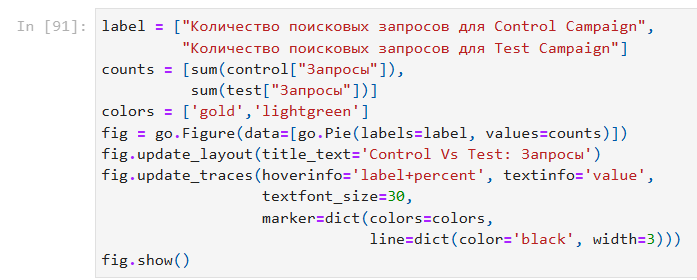 In [91]:
label = ["Количество поисковых запросов для Control Campaign",
"Количество поисковых запросов для Test Campaign"]
counts = [sum(control["Запросы"]),
sum(test["Запросы"])]
colors = ['gold','lightgreen']
fig = go.Figure(data=[go.Pie(labels=label, values=counts)])
fig.update_layout(title_text='Control Vs Test: Запросы')
fig.update_traces(hoverinfo='label+percent', textinfo='value',
textfont_size=30,
marker=dict(colors=colors,
line=dict(color='black', width=3)))
fig.show()